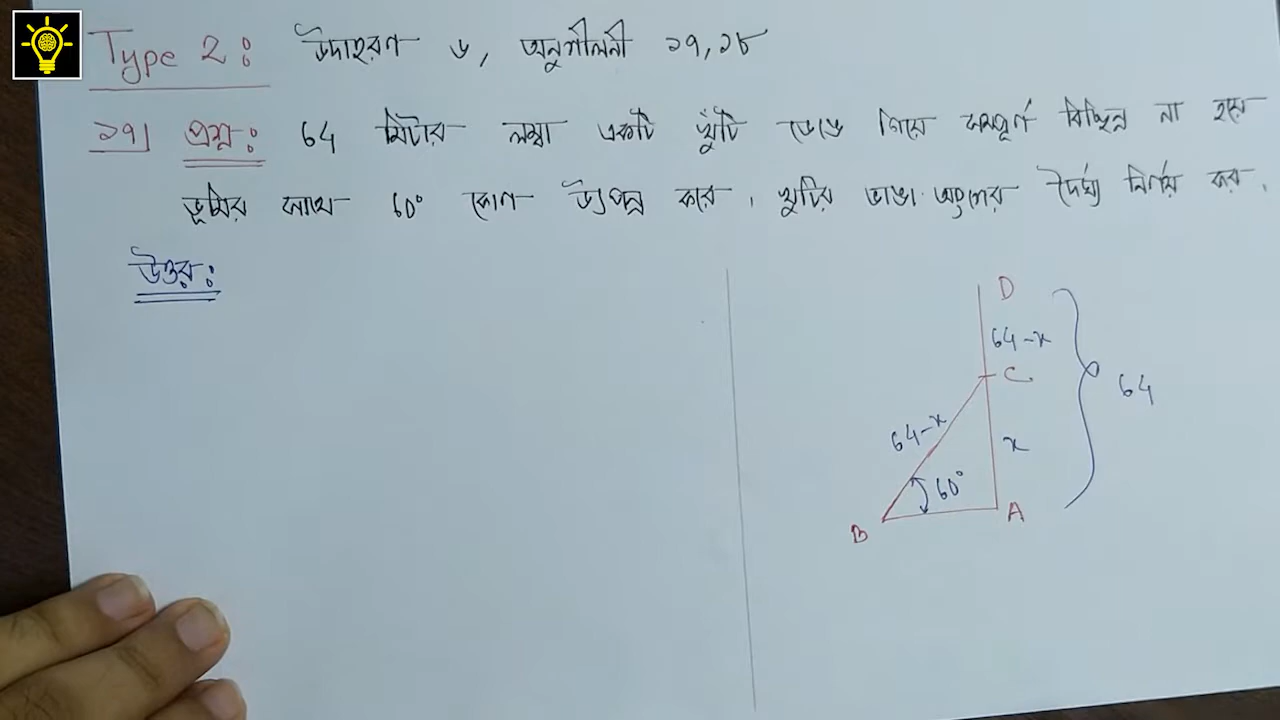 Type 2: উদাহরণ ৬, অনুশীলনী ১৭, ১৮
১৭| প্রশ্ন: 64 মিটার লম্বা একটি খুঁটি ভেঙে গিয়ে সম্পূর্ণ বিচ্ছিন্ন না হয়ে
ভূমির সাথে 60° কোণ উৎপন্ন করে। খুটির ভাঙা অংশের দৈর্ঘ্য নির্ণয় কর।
উত্তর:
D
64-x
C
64
64-x
x
60°
A
B